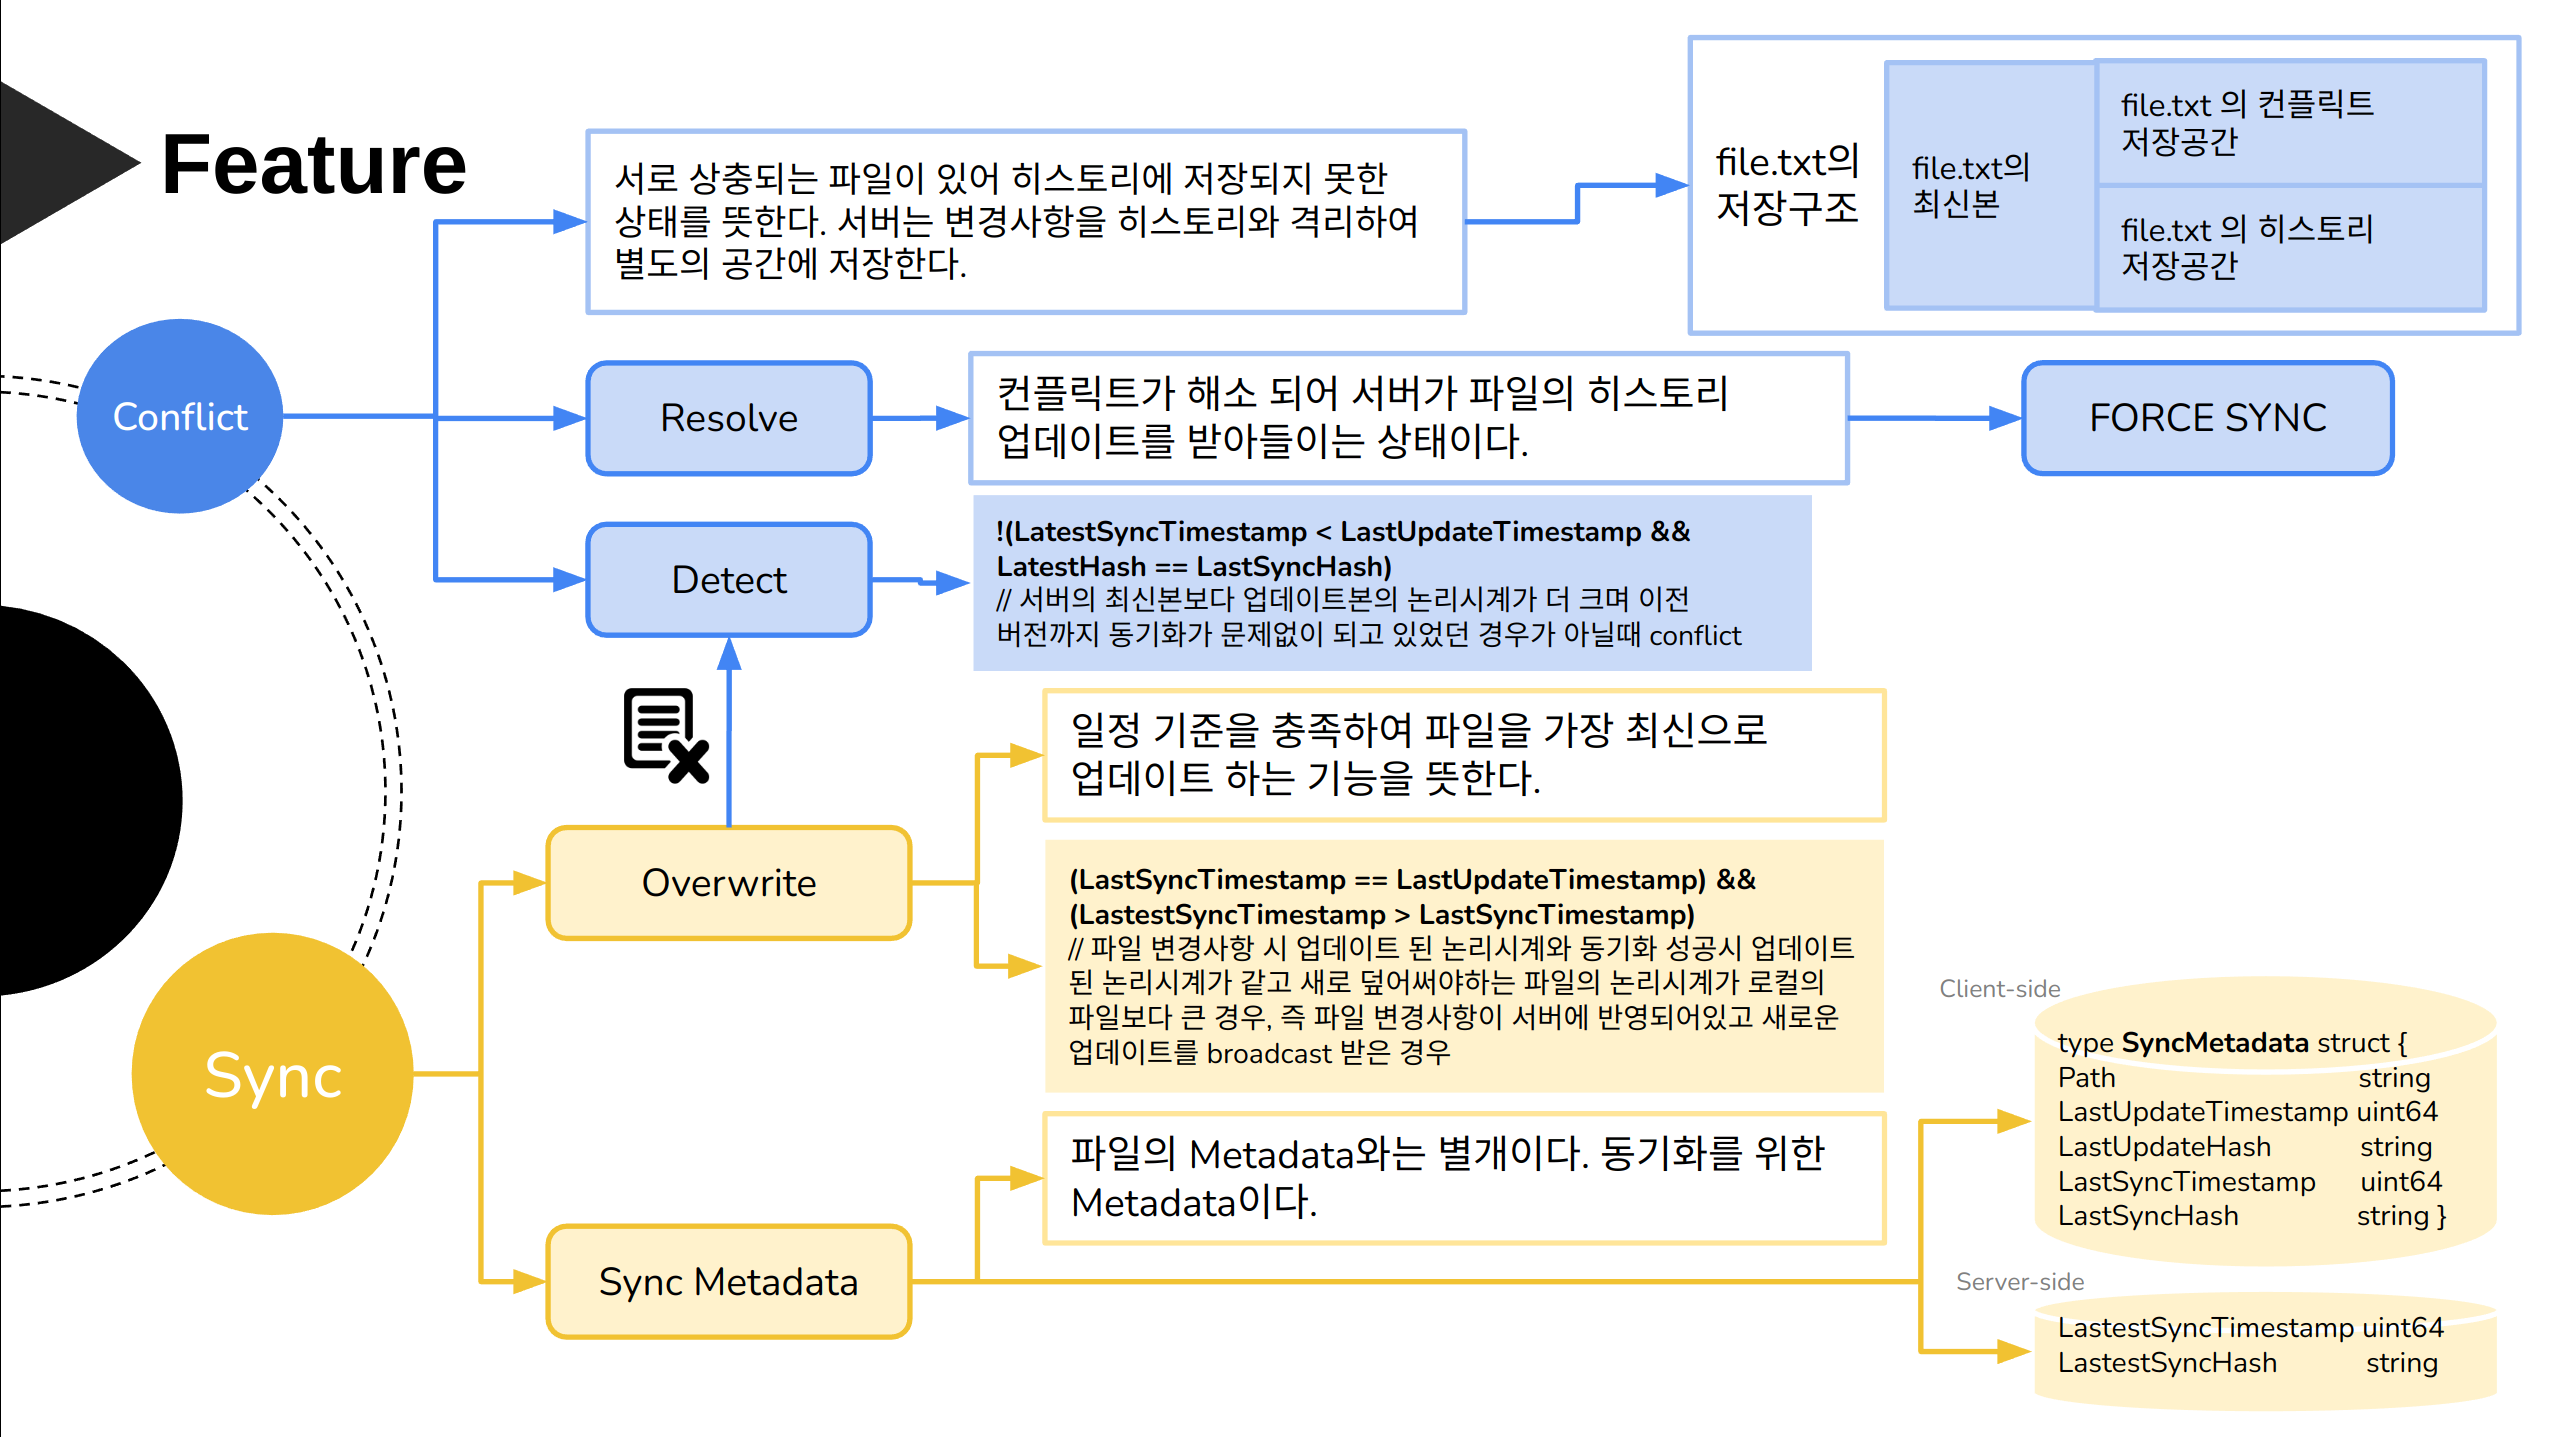 Feature
서로 상충되는 파일이 있어 히스토리에 저장되지 못한
상태를 뜻한다. 서버는 변경사항을 히스토리와 격리하여
별도의 공간에 저장한다.
file.txt의
저장구조
file.txt의
최신본
file.txt 의 컨플릭트
저장공간
file.txt 의 히스토리
저장공간
Conflict
Resolve
컨플릭트가 해소 되어 서버가 파일의 히스토리
업데이트를 받아들이는 상태이다.
FORCE SYNC
Detect
!(LatestSyncTimestamp < LastUpdateTimestamp &&
LatestHash == LastSyncHash)
// 서버의 최신본보다 업데이트본의 논리시계가 더 크며 이전
버전까지 동기화가 문제없이 되고 있었던 경우가 아닐때 conflict
일정 기준을 충족하여 파일을 가장 최신으로
업데이트 하는 기능을 뜻한다.
Overwrite
(LastSyncTimestamp == LastUpdateTimestamp) &&
(LastestSyncTimestamp > LastSyncTimestamp)
// 파일 변경사항 시 업데이트 된 논리시계와 동기화 성공시 업데이트
된 논리시계가 같고 새로 덮어써야하는 파일의 논리시계가 로컬의
파일보다 큰 경우, 즉 파일 변경사항이 서버에 반영되어있고 새로운
업데이트를 broadcast 받은 경우
Sync
파일의 Metadata와는 별개이다. 동기화를 위한
Metadata이다.
Sync Metadata
Client-side
type SyncMetadata struct {
Path string
LastUpdateTimestamp uint64
LastUpdateHash string
LastSyncTimestamp uint64
LastSyncHash string }
Server-side
LastestSyncTimestamp uint64
LastestSyncHash string